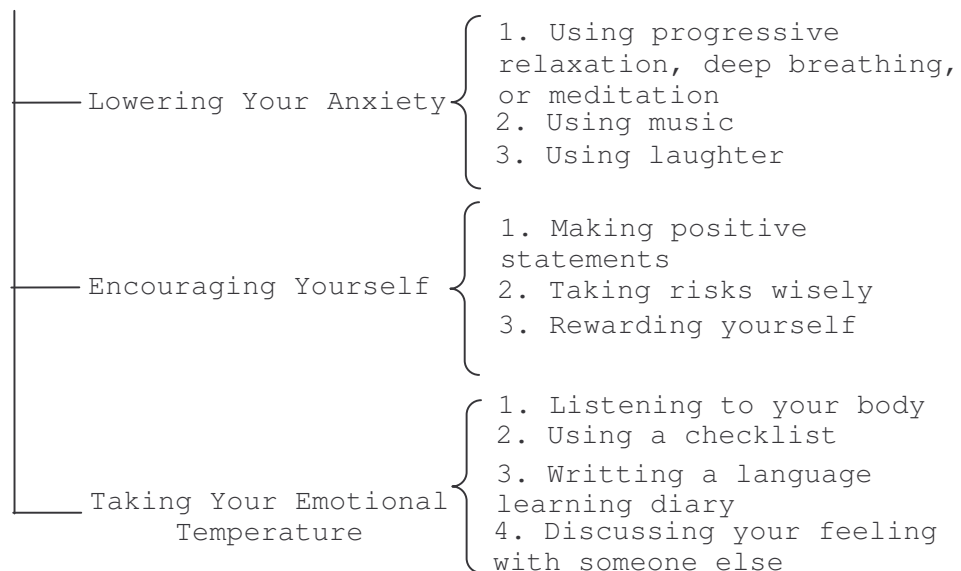 Lowering Your Anxiety
1. Using progressive
relaxation, deep breathing,
or meditation
2. Using music
3. Using laughter
Encouraging Yourself
1. Making positive
statements
2. Taking risks wisely
3. Rewarding yourself
Taking Your Emotional
Temperature
1. Listening to your body
2. Using a checklist
3. Writting a language
learning diary
4. Discussing your feeling
with someone else